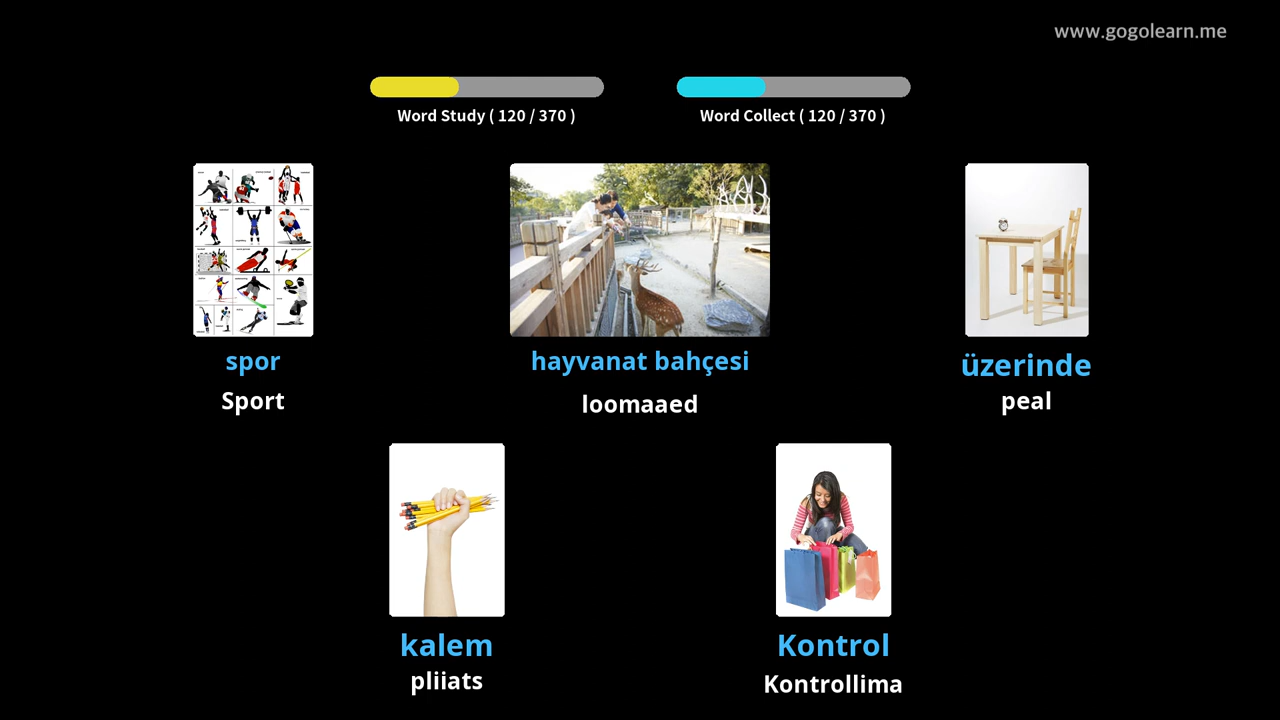 www.gogolearn.me
Word Study ( 120 / 370 )
Word Collect ( 120 / 370 )
spor
Sport
hayvanat bahçesi
loomaaed
üzerinde
peal
kalem
pliiats
Kontrol
Kontrollima